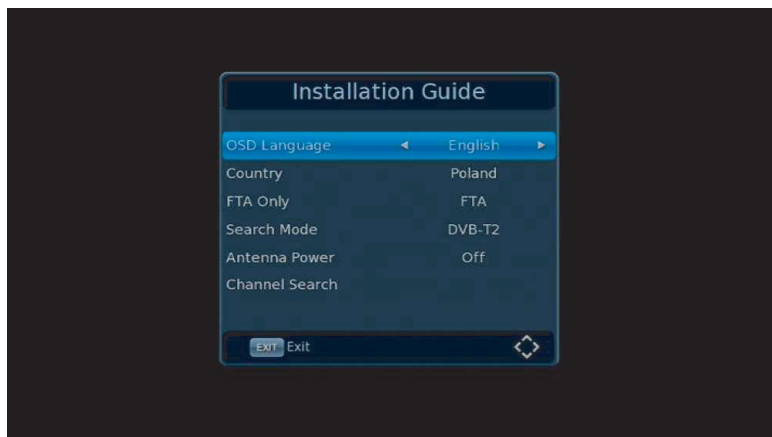 Installation Guide
OSD Language English
Country Poland
FTA Only FTA
Search Mode DVB-T2
Antenna Power Off
Channel Search
EXIT Exit